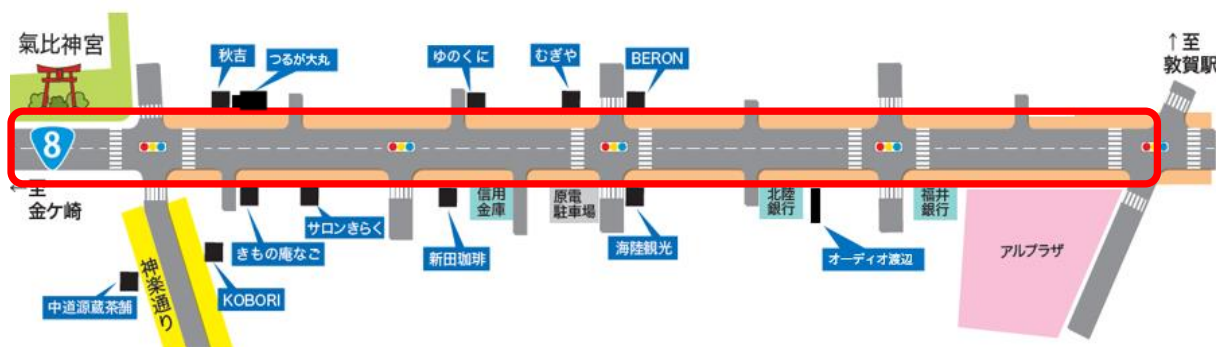 氣比神宮
秋吉
つるが大丸
ゆのくに
むぎや
BERON
↑至
敦賀駅
8
←至
金ケ崎
中道源蔵茶舗
神楽通り
KOBORI
きもの庵なご
サロンきらく
新田珈琲
信用
金庫
原電
駐車場
海陸観光
北陸
銀行
オーディオ渡辺
福井
銀行
アルプラザ